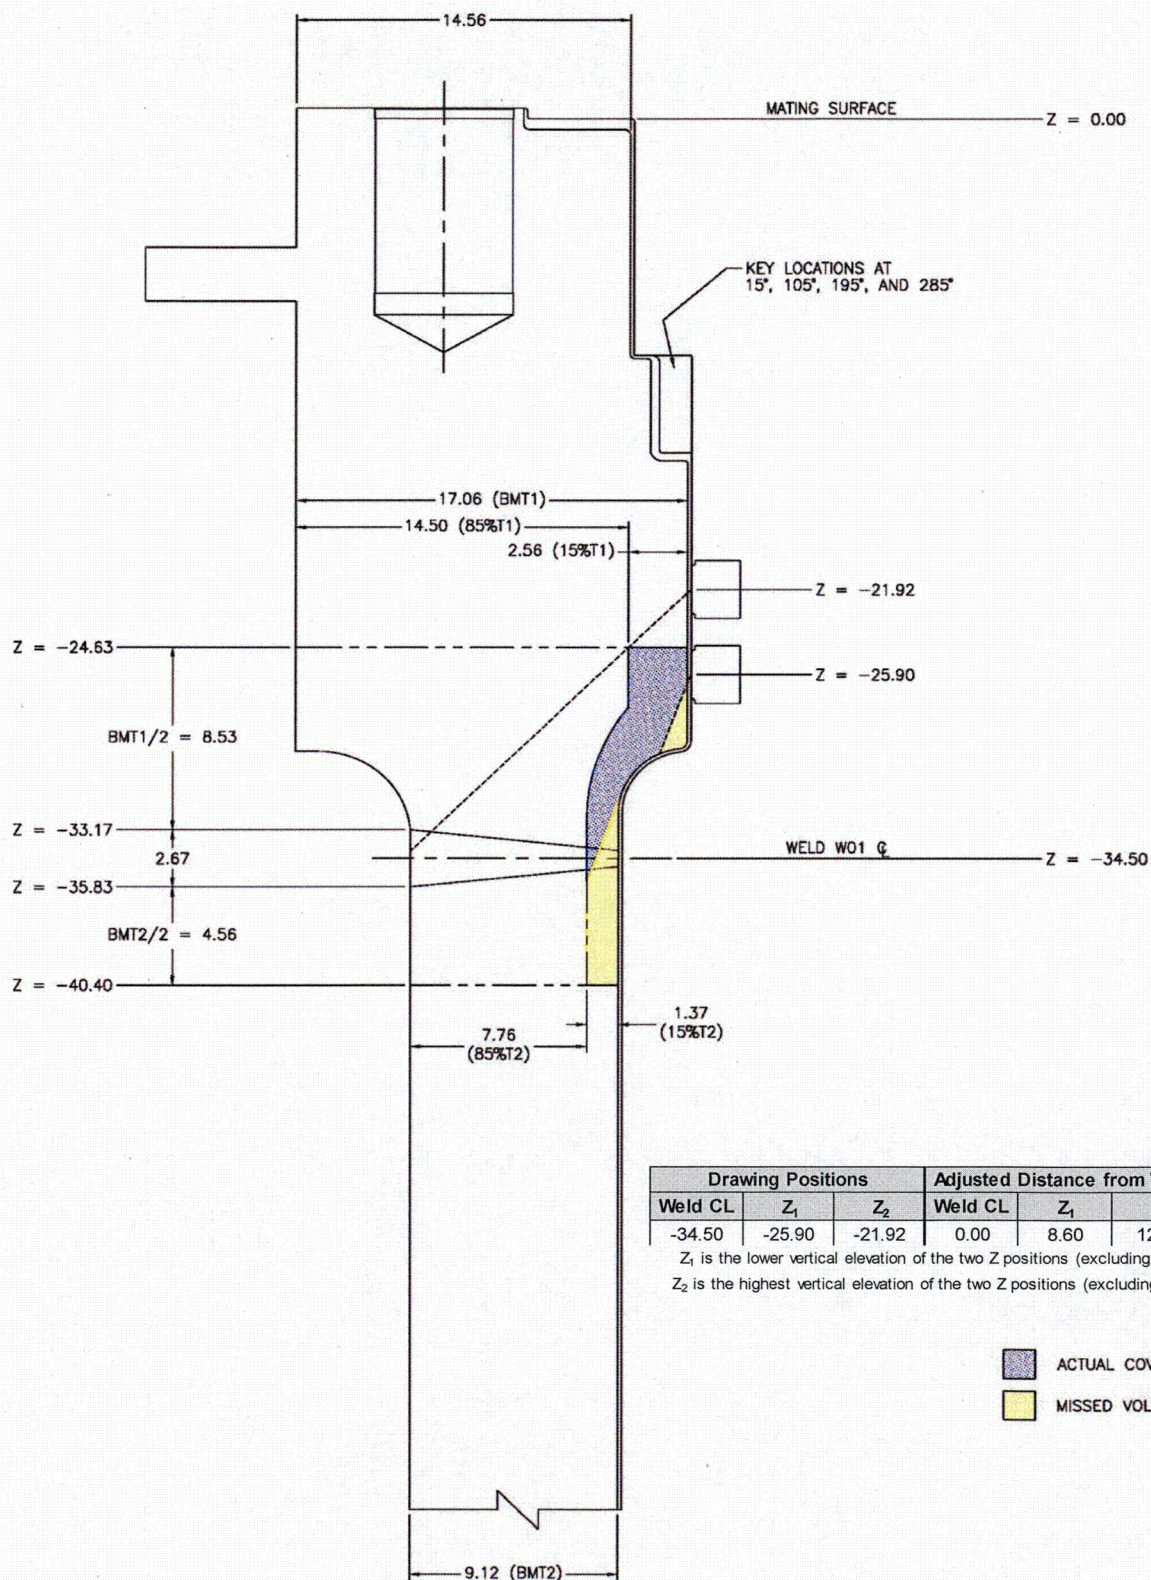 14.56
MATING SURFACE
Z = 0.00
KEY LOCATIONS AT
15°, 105°, 195°, AND 285°
17.06 (BMT1)
14.50 (85%T1)
2.56 (15%T1)
Z = -21.92
Z = -24.63
Z = -25.90
BMT1/2 = 8.53
Z = -33.17
2.67
WELD W01 ℄
Z = -34.50
Z = -35.83
BMT2/2 = 4.56
Z = -40.40
1.37
(15%T2)
7.76
(85%T2)
Drawing Positions Adjusted Distance from
Weld CL Z₁ Z₂ Weld CL Z₁
-34.50 -25.90 -21.92 0.00 8.60 12
Z₁ is the lower vertical elevation of the two Z positions (excluding
Z₂ is the highest vertical elevation of the two Z positions (excluding
ACTUAL COV
MISSED VOL
9.12 (BMT2)